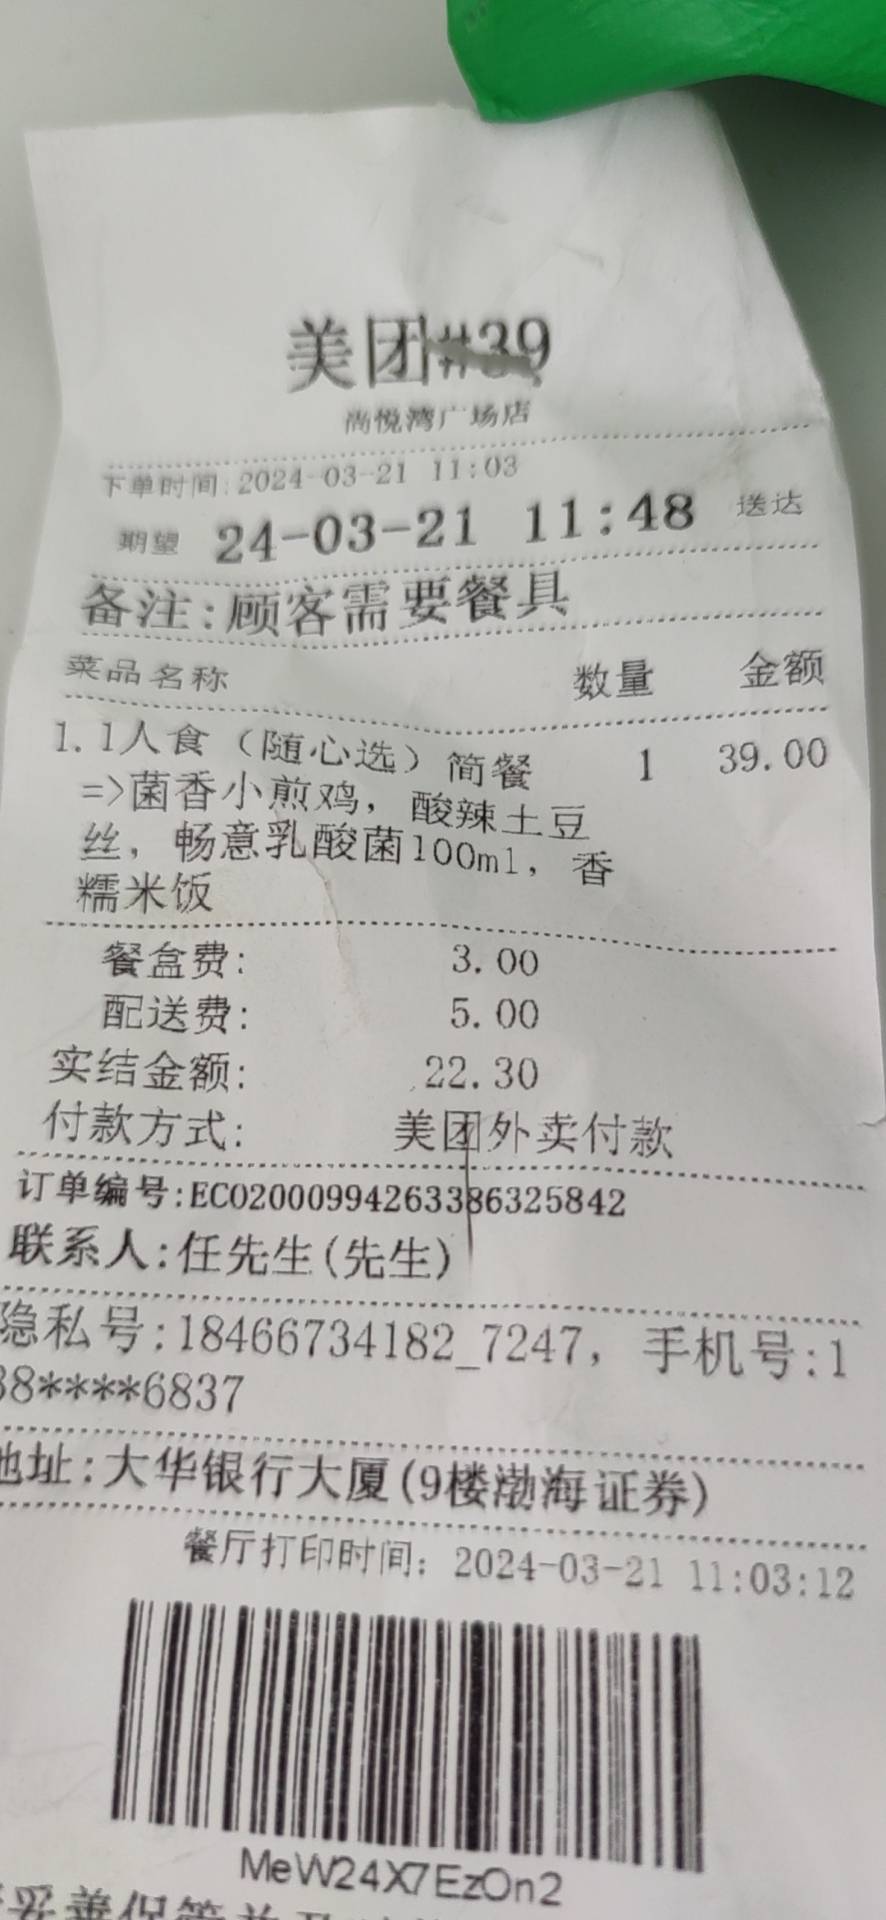 美团#39
尚悦湾广场店
下单时间:2024-03-21 11:03
期望 24-03-21 11:48 送达
备注:顾客需要餐具
菜品名称 数量 金额
1.1人食（随心选）简餐 1 39.00
=>菌香小煎鸡，酸辣土豆
丝，畅意乳酸菌100ml，香
糯米饭
餐盒费: 3.00
配送费: 5.00
实结金额: 22.30
付款方式: 美团外卖付款
订单编号:ECO2000994263386325842
联系人:任先生(先生)
隐私号:18466734182_7247，手机号:1
38****6837
地址:大华银行大厦(9楼渤海证券)
餐厅打印时间: 2024-03-21 11:03:12
MeW24X7EzOn2
妥善保管